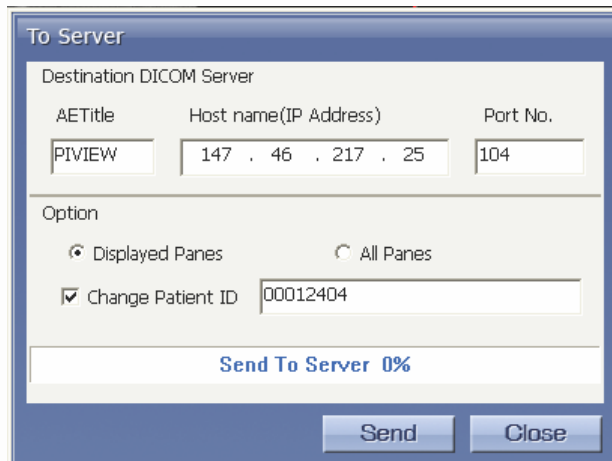 To Server
Destination DICOM Server
AETitle Host name(IP Address) Port No.
PIVIEW 147 . 46 . 217 . 25 104
Option
Displayed Panes All Panes
Change Patient ID 00012404
Send To Server 0%
Send Close